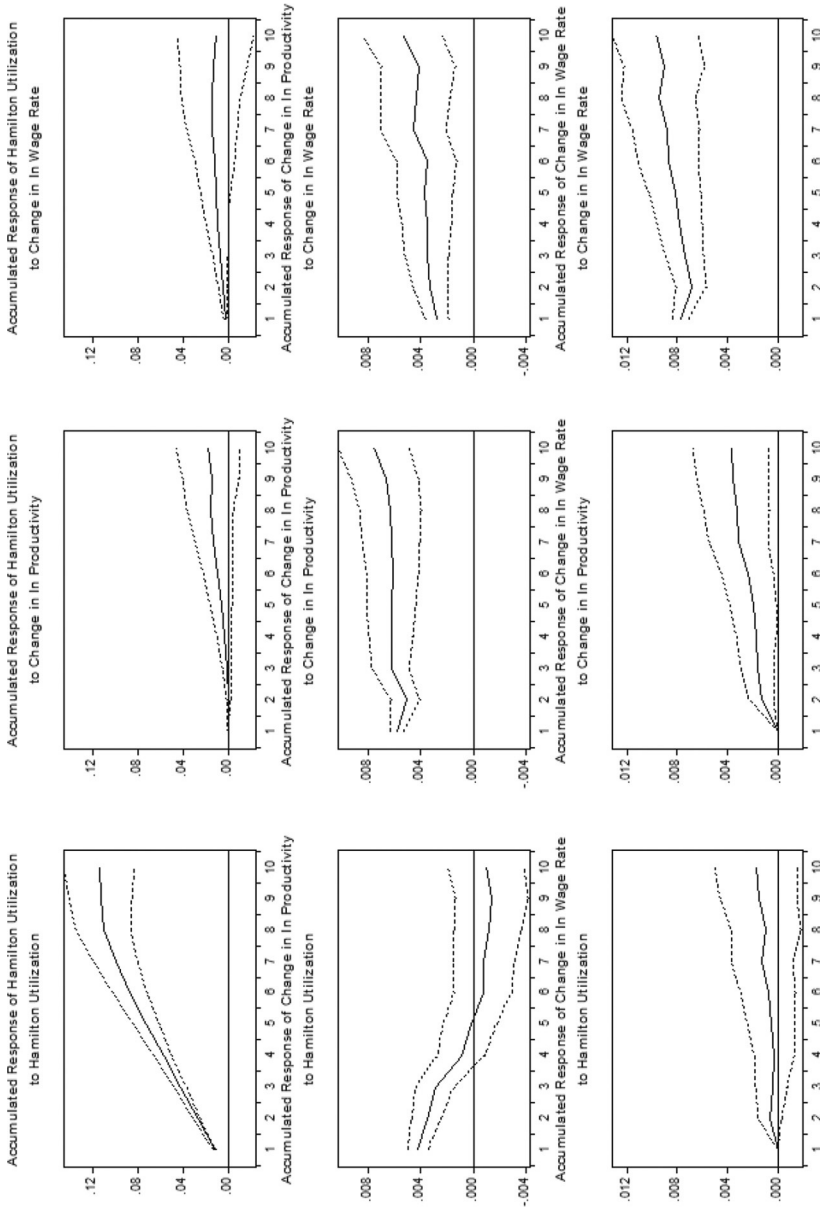 Accumulated Response of Hamilton Utilization
to Hamilton Utilization
.12
.08
.04
.00
1 2 3 4 5 6 7 8 9 10
Accumulated Response of Hamilton Utilization
to Change in ln Productivity
.12
.08
.04
.00
1 2 3 4 5 6 7 8 9 10
Accumulated Response of Hamilton Utilization
to Change in ln Wage Rate
.12
.08
.04
.00
1 2 3 4 5 6 7 8 9 10
Accumulated Response of Change in ln Productivity
to Hamilton Utilization
.008
.004
.000
-.004
1 2 3 4 5 6 7 8 9 10
Accumulated Response of Change in ln Productivity
to Change in ln Productivity
.008
.004
.000
-.004
1 2 3 4 5 6 7 8 9 10
Accumulated Response of Change in ln Productivity
to Change in ln Wage Rate
.008
.004
.000
-.004
1 2 3 4 5 6 7 8 9 10
Accumulated Response of Change in ln Wage Rate
to Hamilton Utilization
.012
.008
.004
.000
1 2 3 4 5 6 7 8 9 10
Accumulated Response of Change in ln Wage Rate
to Change in ln Productivity
.012
.008
.004
.000
1 2 3 4 5 6 7 8 9 10
Accumulated Response of Change in ln Wage Rate
to Change in ln Wage Rate
.012
.008
.004
.000
1 2 3 4 5 6 7 8 9 10